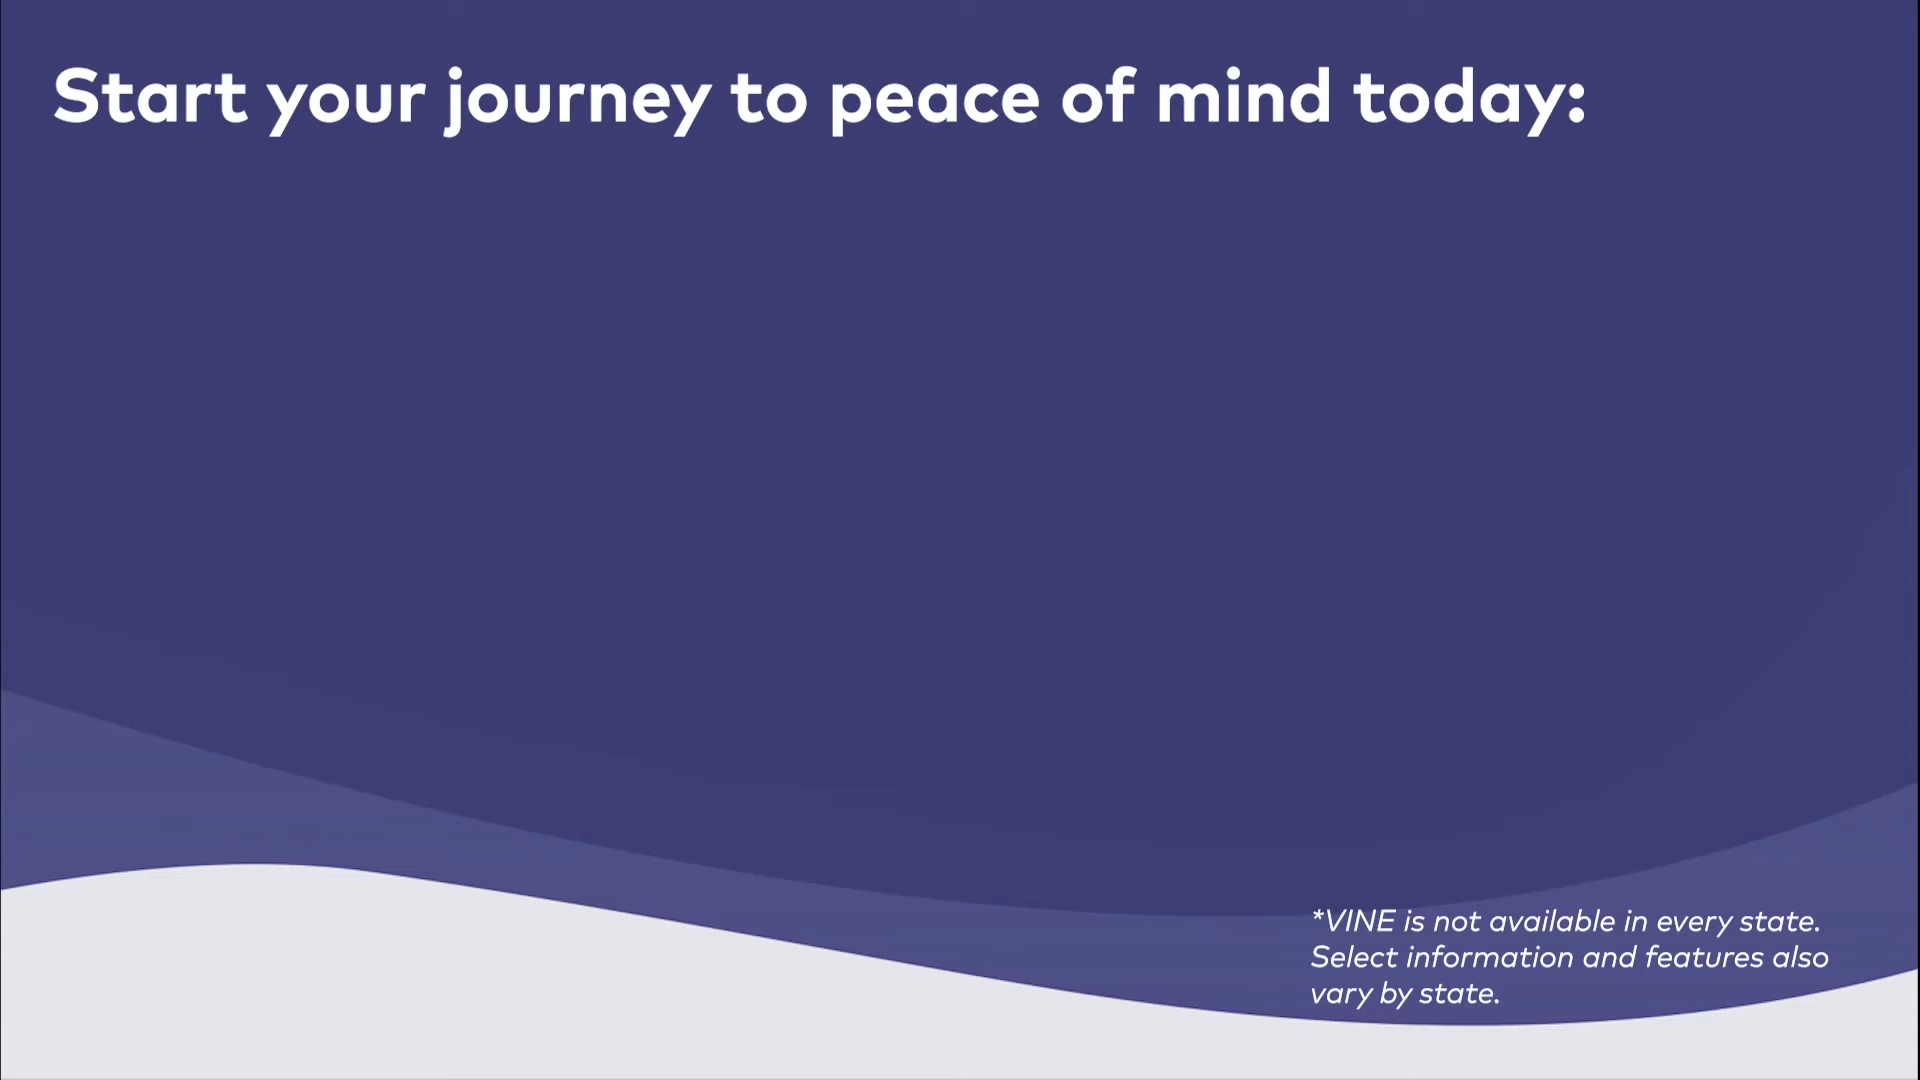 Start your journey to peace of mind today:
*VINE is not available in every state.
Select information and features also
vary by state.